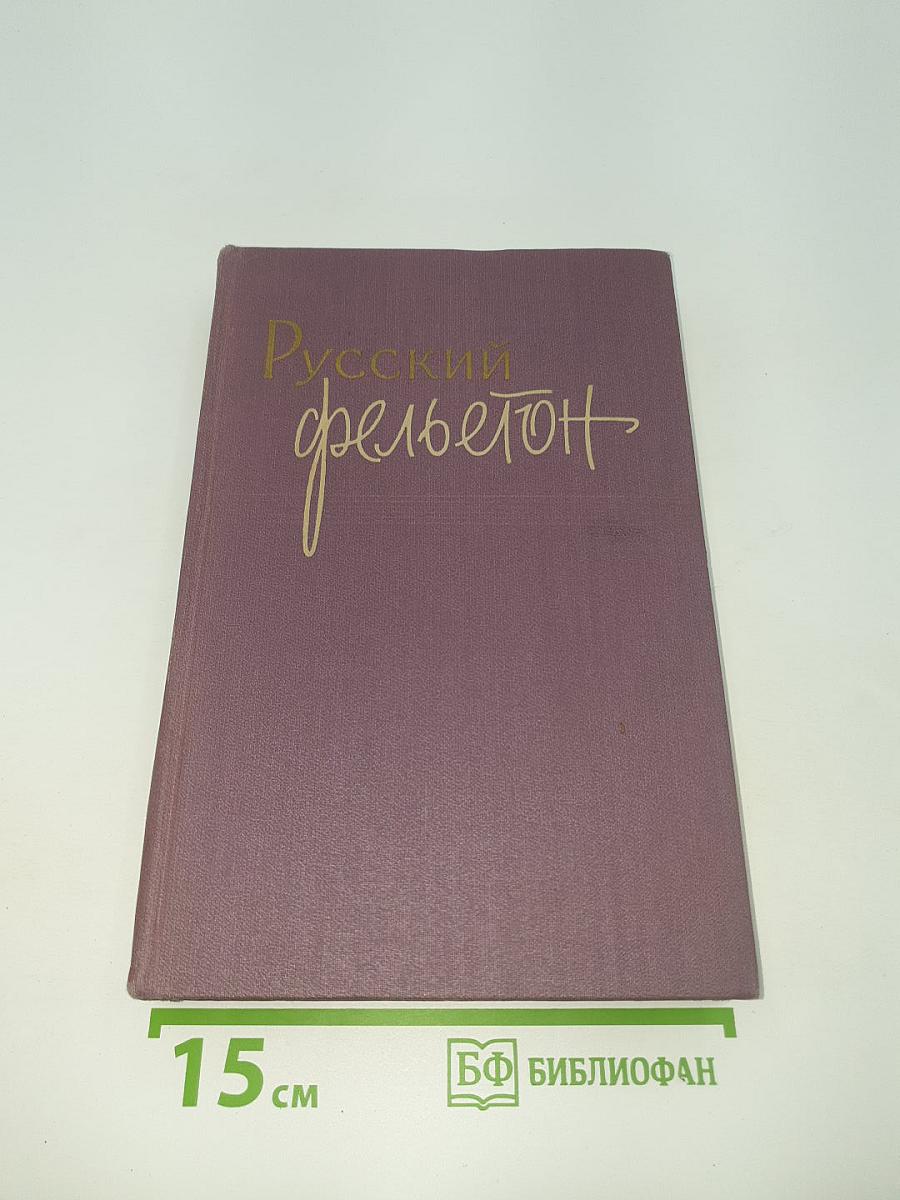 Русский
фельетон
15 см
БФ БИБЛИОФАН